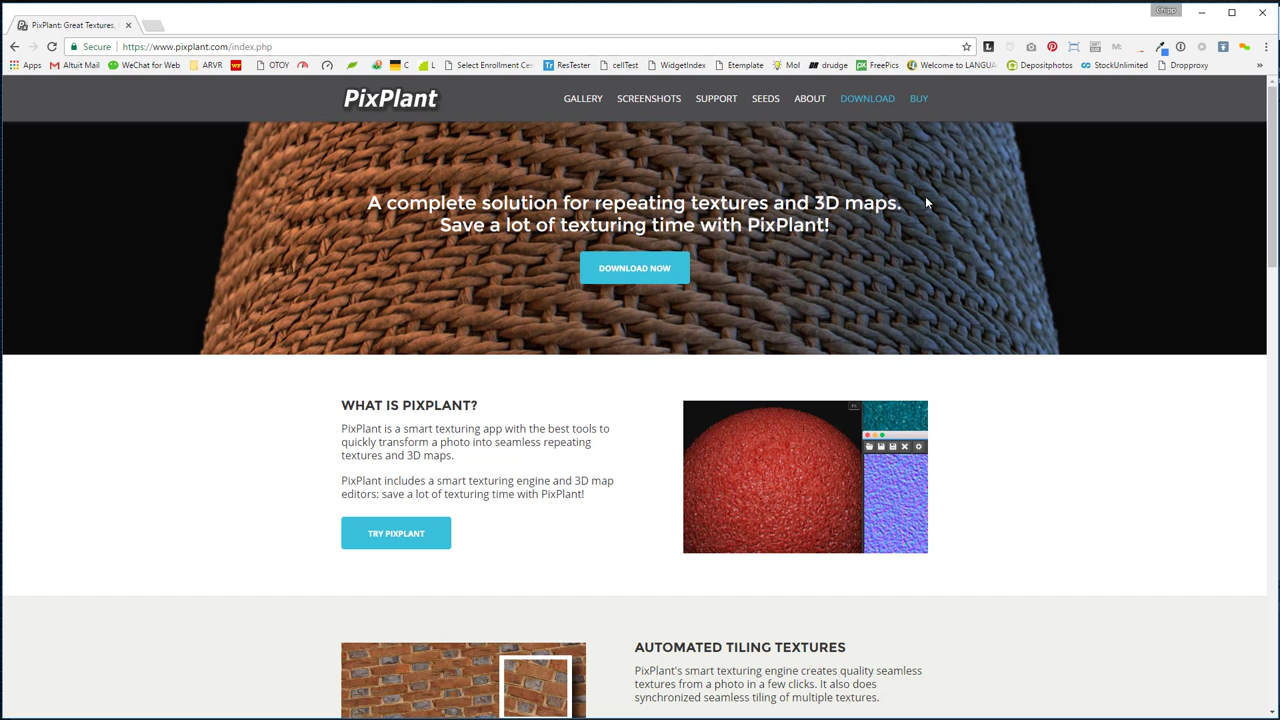 Chipp
PixPlant: Great Textures,
Secure https://www.pixplant.com/index.php
Apps Altuit Mail WeChat for Web ARVR OTOY C L Select Enrollment Cer ResTester cellTest WidgetIndex Etemplate Mol drudge FreePics Welcome to LANGUA Depositphotos StockUnlimited Dropproxy »
PixPlant GALLERY SCREENSHOTS SUPPORT SEEDS ABOUT DOWNLOAD BUY
A complete solution for repeating textures and 3D maps.
Save a lot of texturing time with PixPlant!
DOWNLOAD NOW
WHAT IS PIXPLANT?
PixPlant is a smart texturing app with the best tools to
quickly transform a photo into seamless repeating
textures and 3D maps.
PixPlant includes a smart texturing engine and 3D map
editors: save a lot of texturing time with PixPlant!
TRY PIXPLANT
AUTOMATED TILING TEXTURES
PixPlant's smart texturing engine creates quality seamless
textures from a photo in a few clicks. It also does
synchronized seamless tiling of multiple textures.